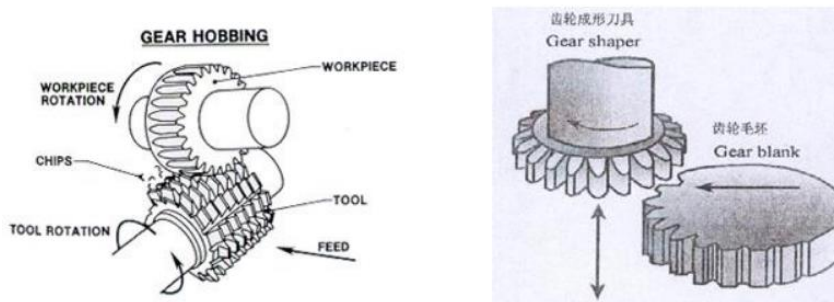 GEAR HOBBING
WORKPIECE
WORKPIECE
ROTATION
CHIPS
TOOL
TOOL ROTATION
FEED
齿轮成形刀具
Gear shaper
齿轮毛坯
Gear blank